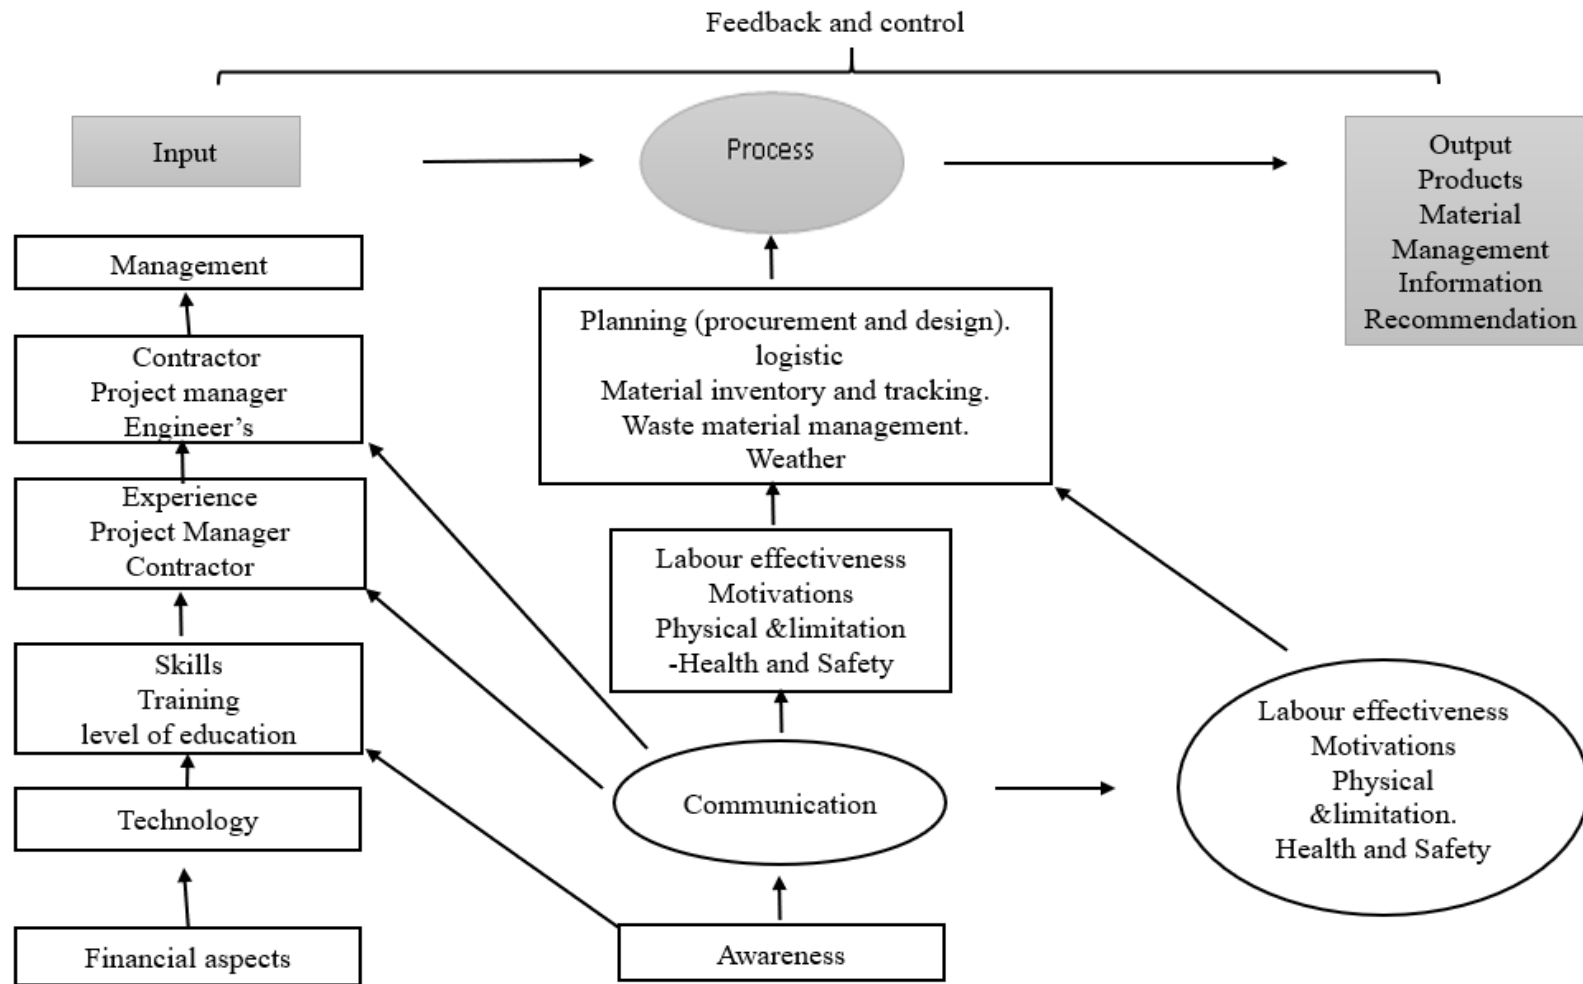 Feedback and control
Input
Process
Output
Products
Material
Management
Information
Recommendation
Management
Contractor
Project manager
Engineer’s
Experience
Project Manager
Contractor
Skills
Training
level of education
Technology
Financial aspects
Planning (procurement and design).
logistic
Material inventory and tracking.
Waste material management.
Weather
Labour effectiveness
Motivations
Physical &limitation
-Health and Safety
Communication
Awareness
Labour effectiveness
Motivations
Physical
&limitation.
Health and Safety